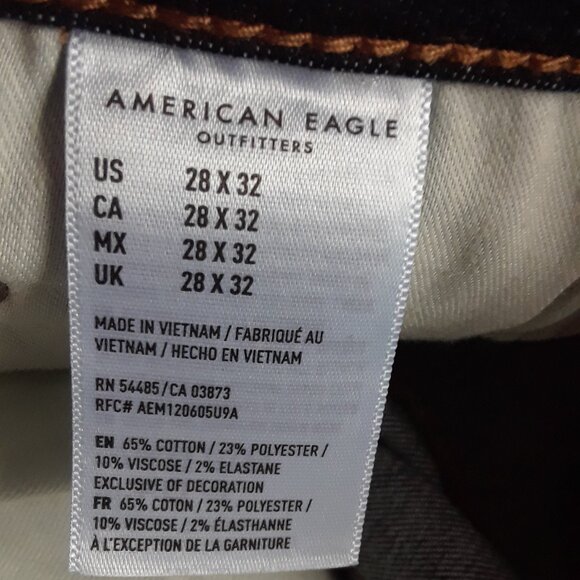 AMERICAN EAGLE
OUTFITTERS
US 28 X 32
CA 28 X 32
MX 28 X 32
UK 28 X 32
MADE IN VIETNAM / FABRIQUÉ AU
VIETNAM / HECHO EN VIETNAM
RN 54485/CA 03873
RFC# AEM120605U9A
EN 65% COTTON / 23% POLYESTER /
10% VISCOSE / 2% ELASTANE
EXCLUSIVE OF DECORATION
FR 65% COTON / 23% POLYESTER /
10% VISCOSE / 2% ÉLASTHANNE
À L'EXCEPTION DE LA GARNITURE